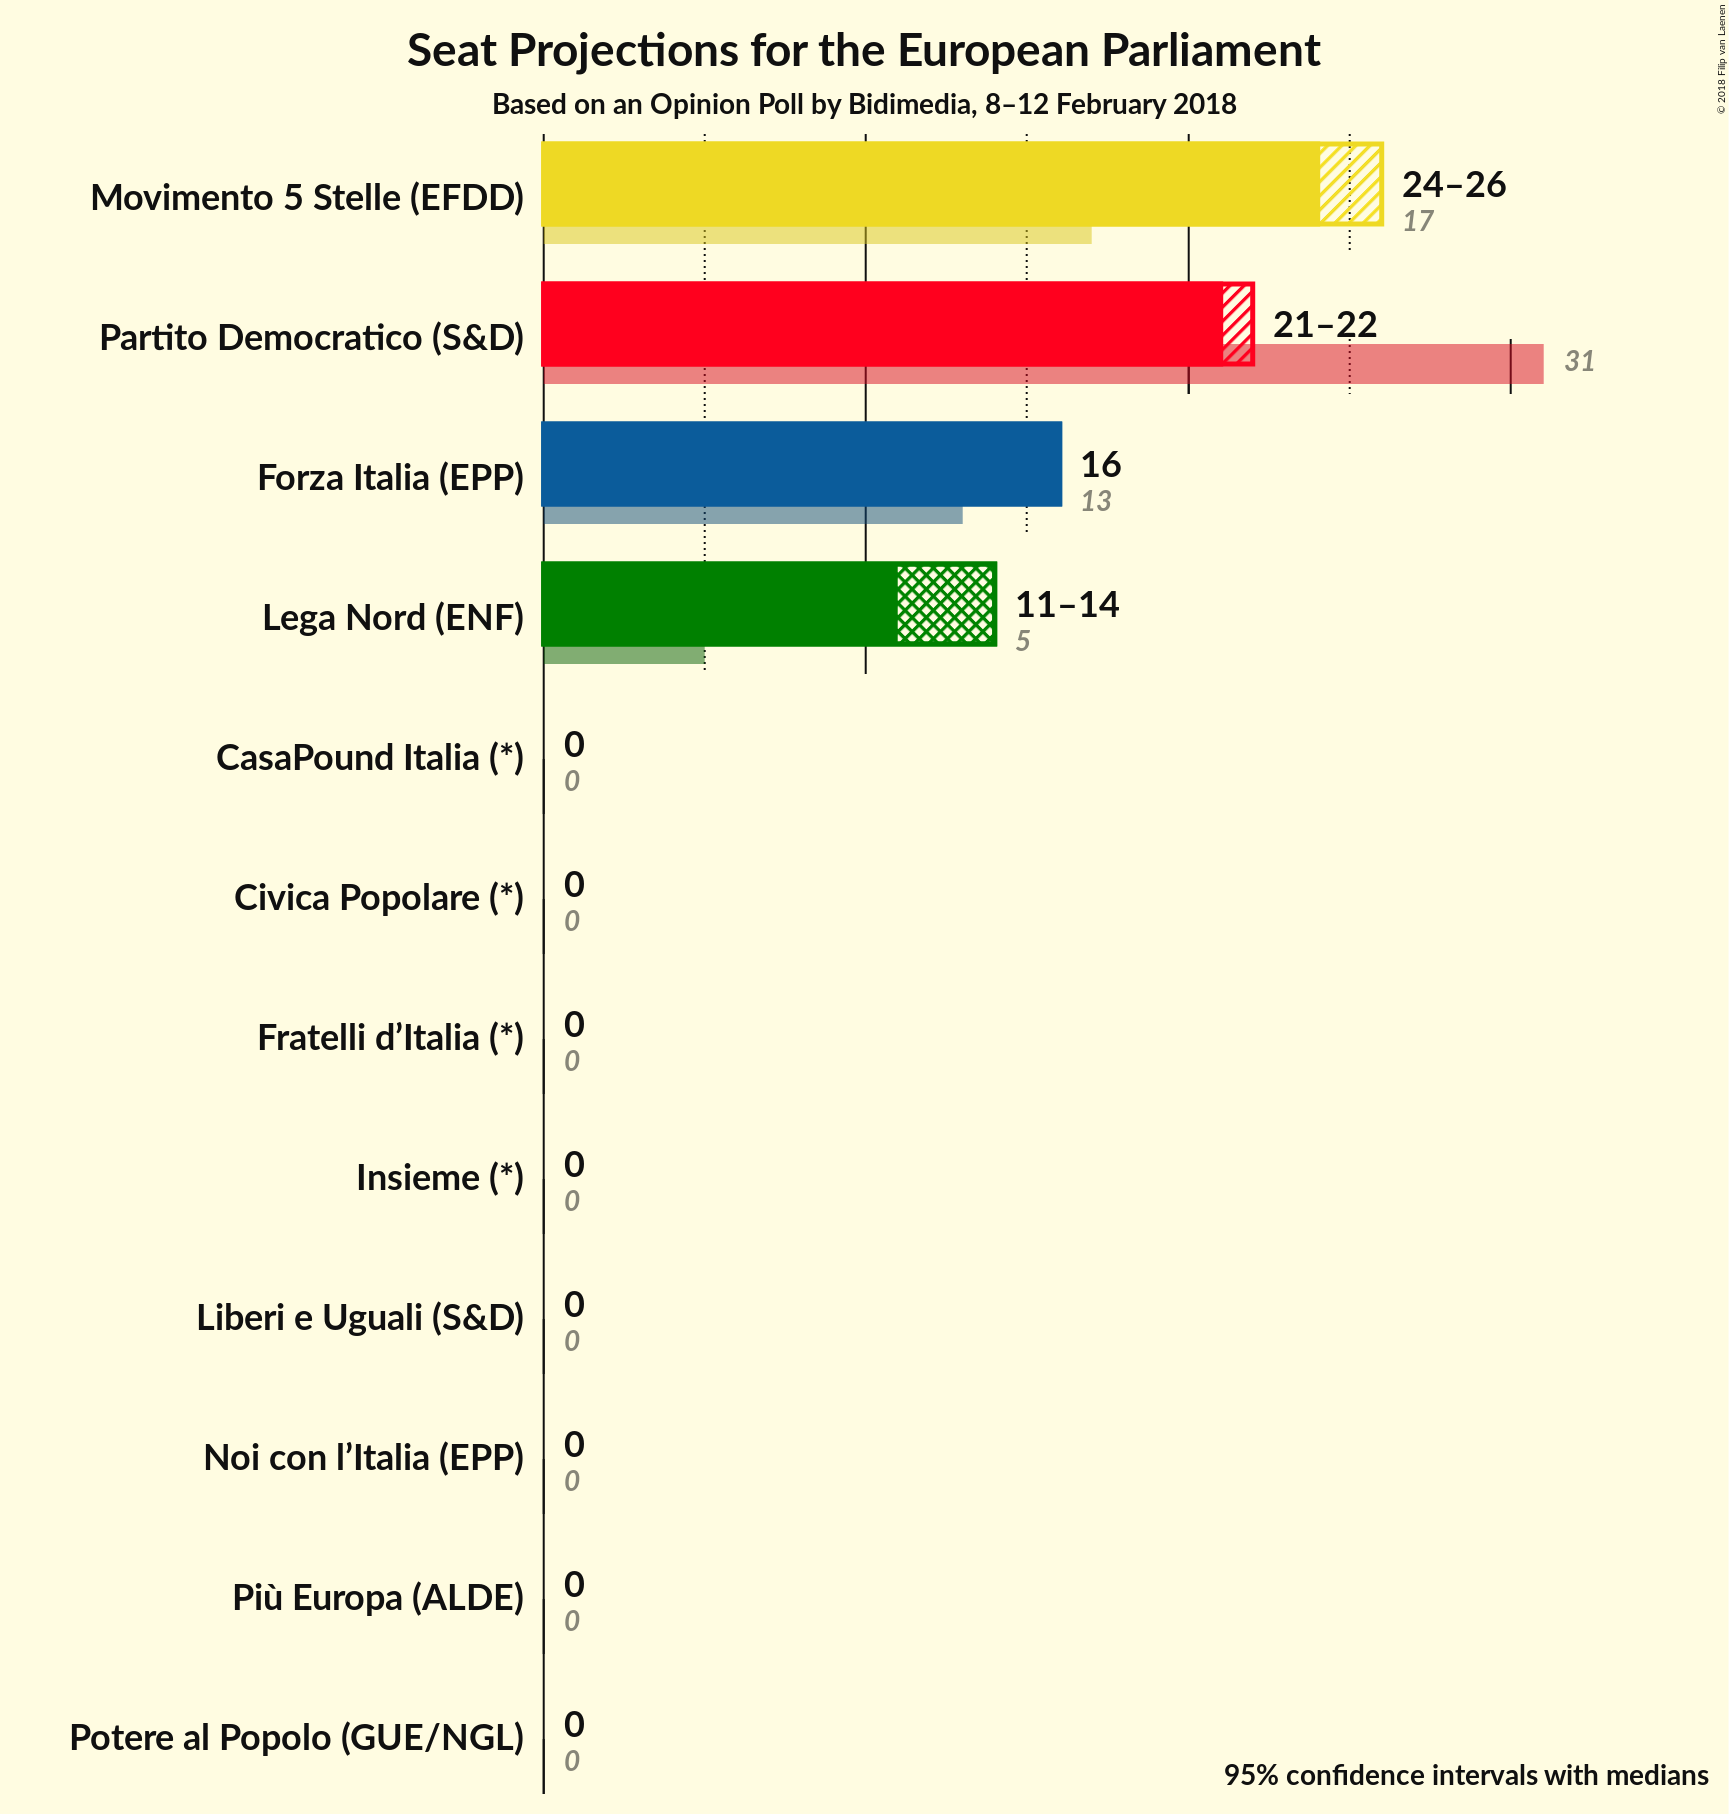 Seat Projections for the European Parliament
Based on an Opinion Poll by Bidimedia, 8–12 February 2018
© 2018 Filip van Laenen
Movimento 5 Stelle (EFDD)
24–26
17
Partito Democratico (S&D)
21–22
31
Forza Italia (EPP)
16
13
Lega Nord (ENF)
11–14
5
CasaPound Italia (*)
0
0
Civica Popolare (*)
0
0
Fratelli d’Italia (*)
0
0
Insieme (*)
0
0
Liberi e Uguali (S&D)
0
0
Noi con l’Italia (EPP)
0
0
Più Europa (ALDE)
0
0
Potere al Popolo (GUE/NGL)
0
0
95% confidence intervals with medians